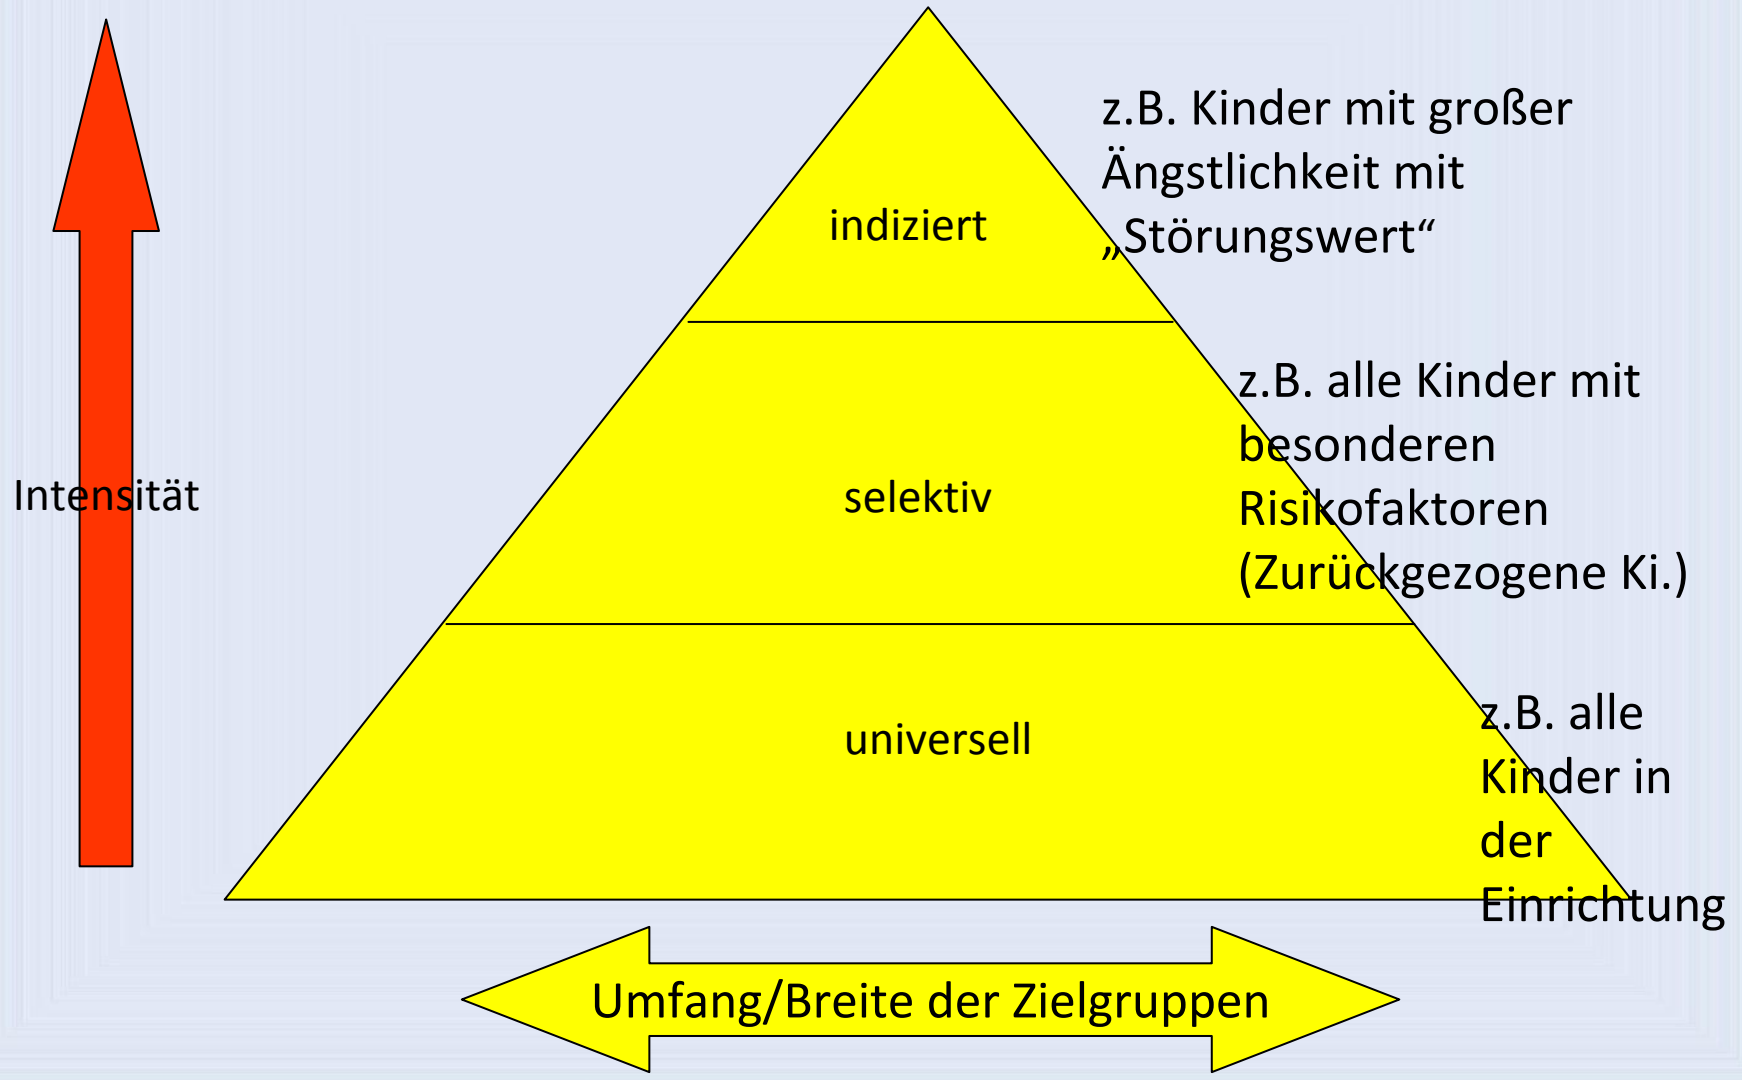 z.B. Kinder mit großer
Ängstlichkeit mit
„Störungswert“
indiziert
z.B. alle Kinder mit
besonderen
Risikofaktoren
(Zurückgezogene Ki.)
Intensität
selektiv
z.B. alle
Kinder in
der
Einrichtung
universell
Umfang/Breite der Zielgruppen